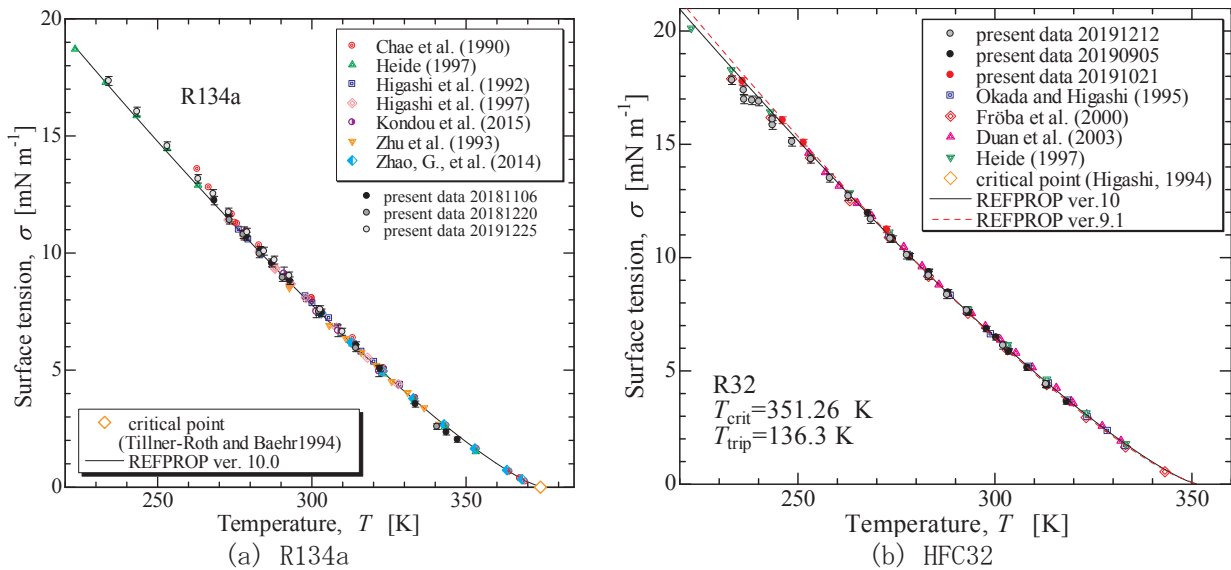 20
15
10
5
0
Surface tension, σ [mN m⁻¹]
R134a
Chae et al. (1990)
Heide (1997)
Higashi et al. (1992)
Higashi et al. (1997)
Kondou et al. (2015)
Zhu et al. (1993)
Zhao, G., et al. (2014)
present data 20181106
present data 20181220
present data 20191225
critical point
(Tillner-Roth and Baehr1994)
REFPROP ver. 10.0
250 300 350
Temperature, T [K]
(a) R134a
20
15
10
5
0
Surface tension, σ [mN m⁻¹]
present data 20191212
present data 20190905
present data 20191021
Okada and Higashi (1995)
Fröba et al. (2000)
Duan et al. (2003)
Heide (1997)
critical point (Higashi, 1994)
REFPROP ver.10
REFPROP ver.9.1
R32
Tcrit=351.26 K
Ttrip=136.3 K
250 300 350
Temperature, T [K]
(b) HFC32